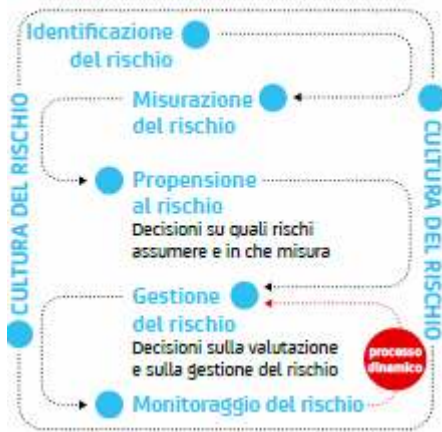 Identificazione
del rischio
Misurazione
del rischio
Propensione
al rischio
Decisioni su quali rischi
assumere e in che misura
Gestione
del rischio
Decisioni sulla valutazione
e sulla gestione del rischio
processo
dinamico
Monitoraggio del rischio
CULTURA DEL RISCHIO
CULTURA DEL RISCHIO